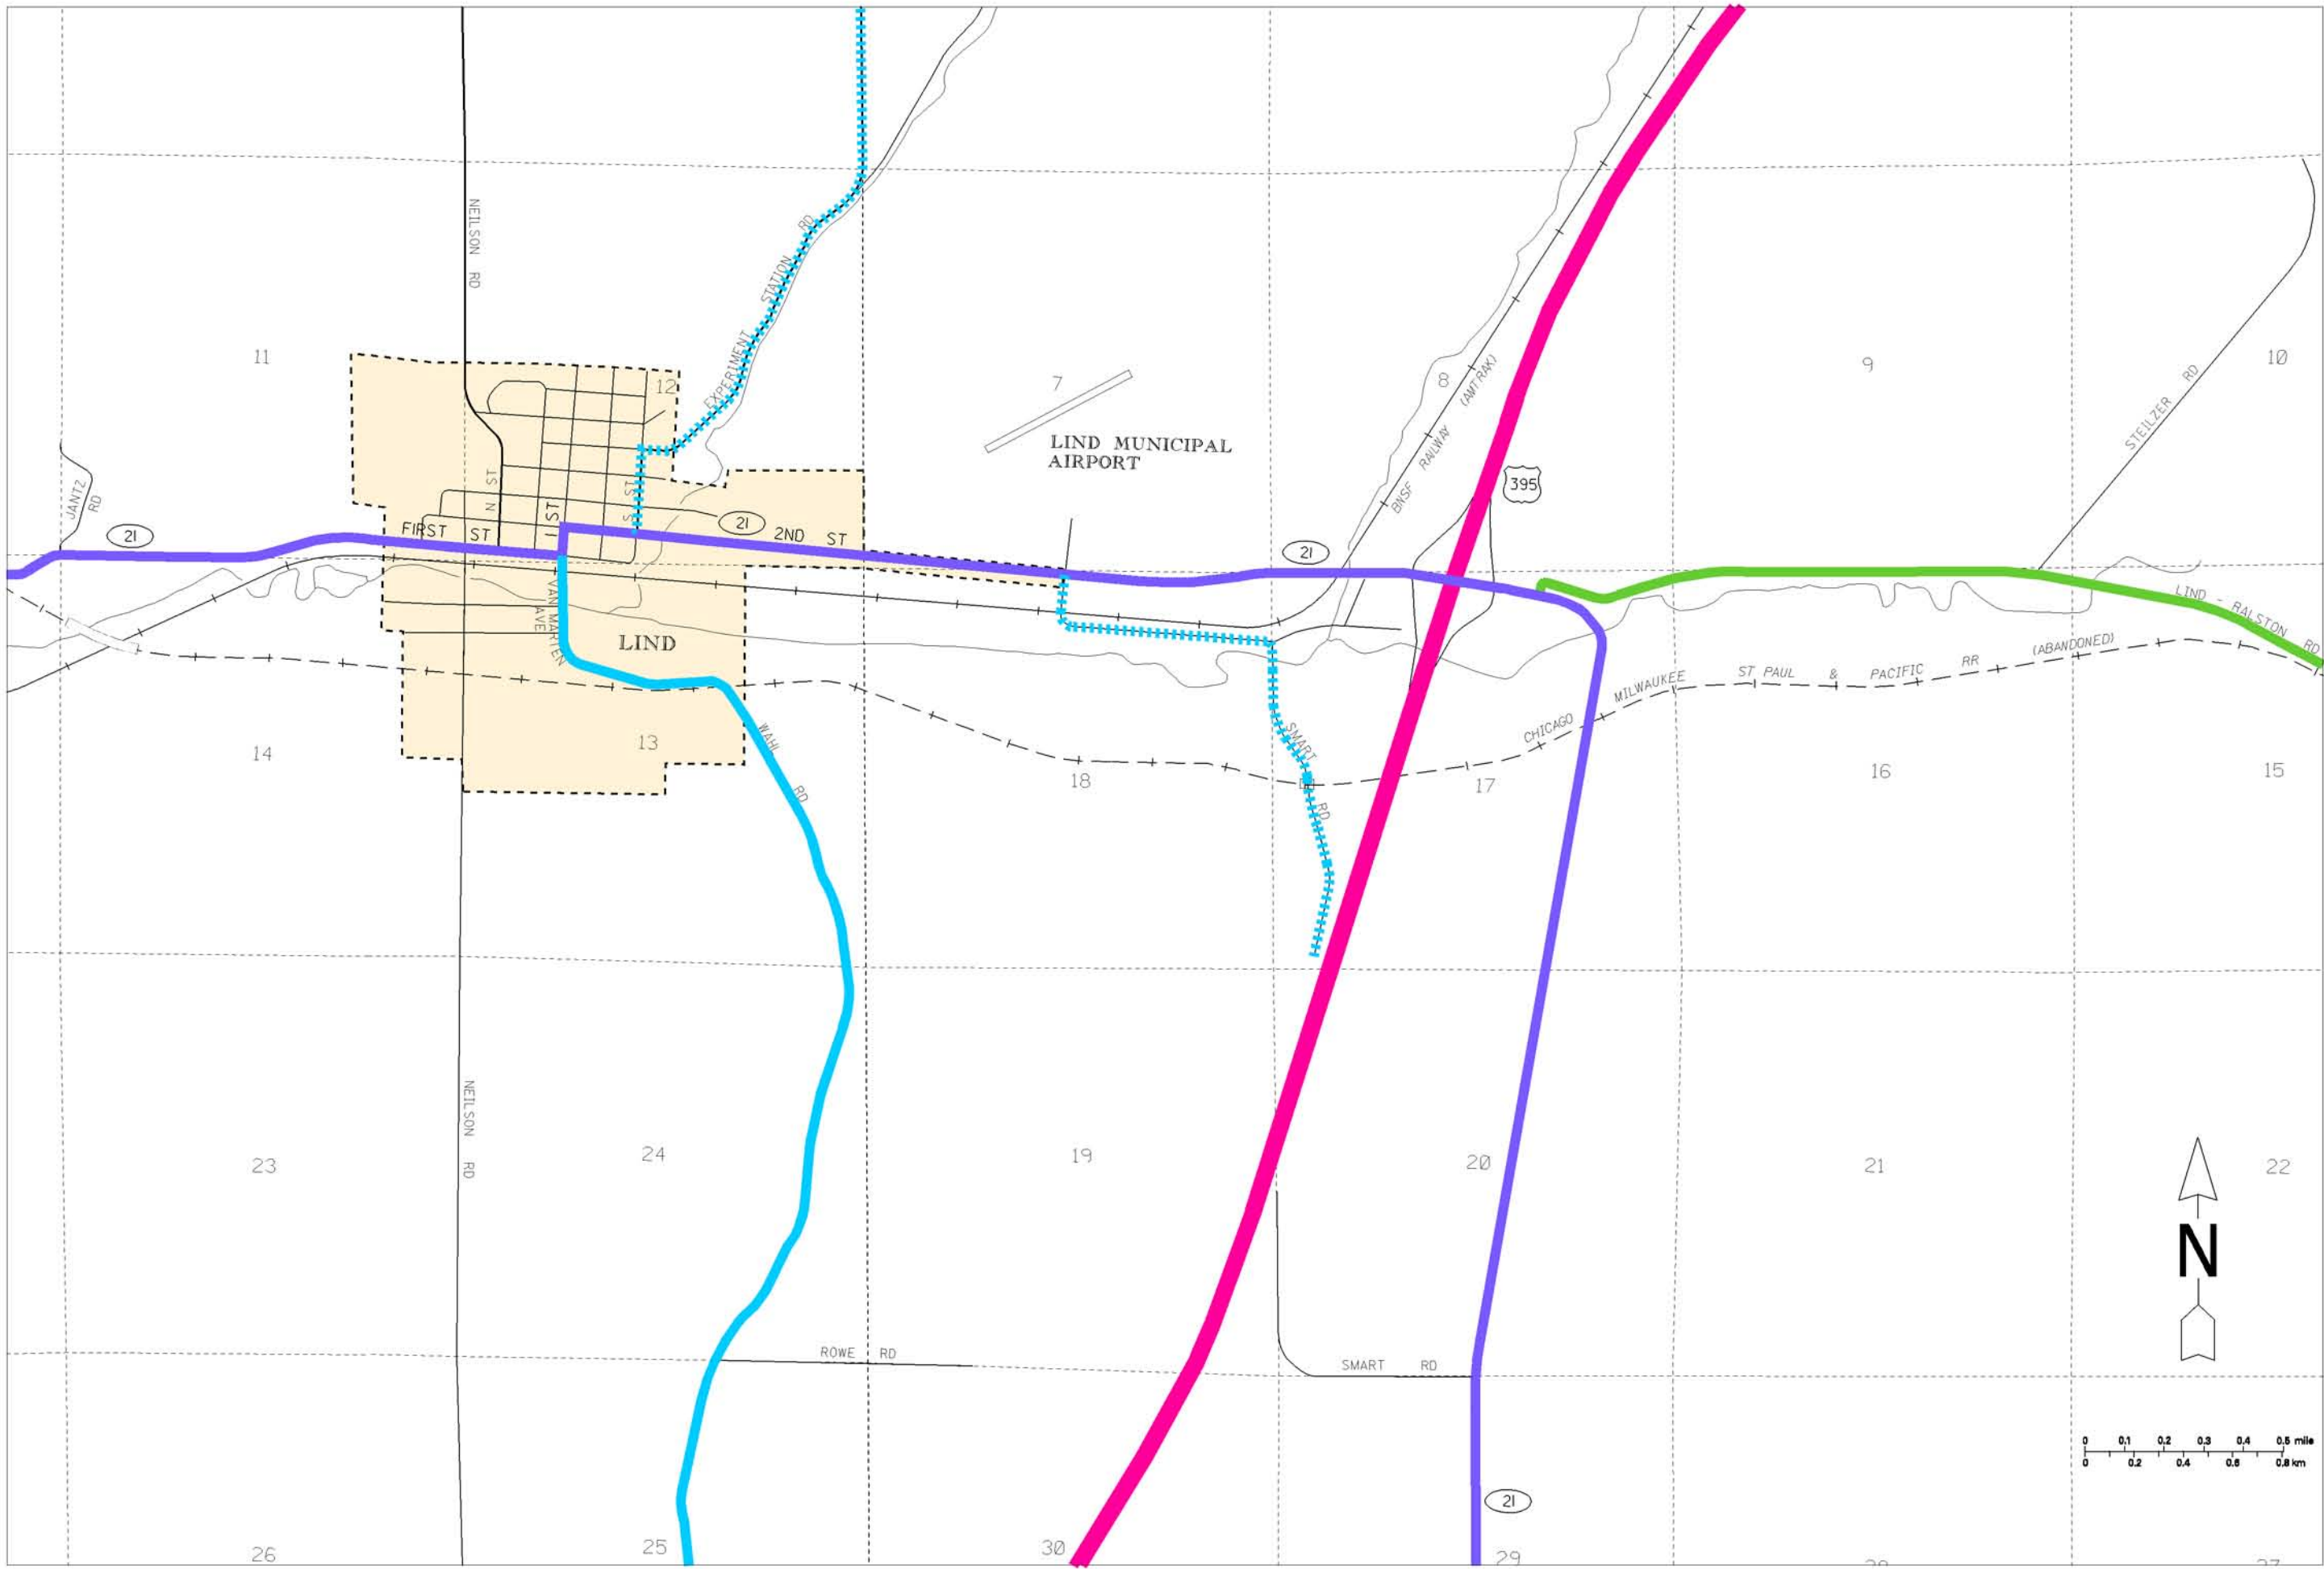 NEILSON RD
EXPERIMENT STATION RD
11
12
7
8
9
10
LIND MUNICIPAL
AIRPORT
BNSF RAILWAY (AMTRAK)
395
STEILZER RD
JANTZ
RD
21
N 1ST
I ST
S 1ST
FIRST ST
21
2ND ST
21
VAN MARTEN
AVE
LIND
LIND - RALSTON RD
CHICAGO MILWAUKEE ST PAUL & PACIFIC RR (ABANDONED)
WAHL RD
SMART RD
14
13
18
17
16
15
NEILSON RD
23
24
19
20
21
22
N
ROWE RD
SMART RD
0 0.1 0.2 0.3 0.4 0.5 mile
0 0.2 0.4 0.6 0.8 km
21
26
25
30
29